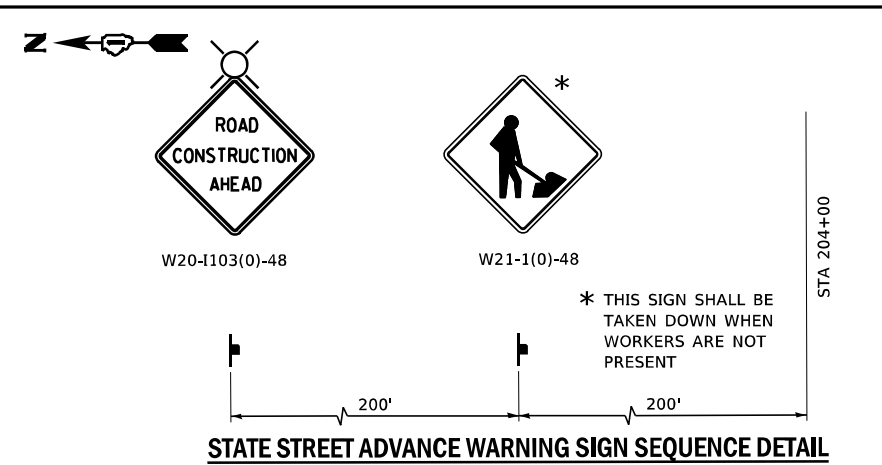 N
ROAD
CONSTRUCTION
AHEAD
*
W20-I103(0)-48
W21-1(0)-48
STA 204+00
* THIS SIGN SHALL BE
TAKEN DOWN WHEN
WORKERS ARE NOT
PRESENT
200'
200'
STATE STREET ADVANCE WARNING SIGN SEQUENCE DETAIL